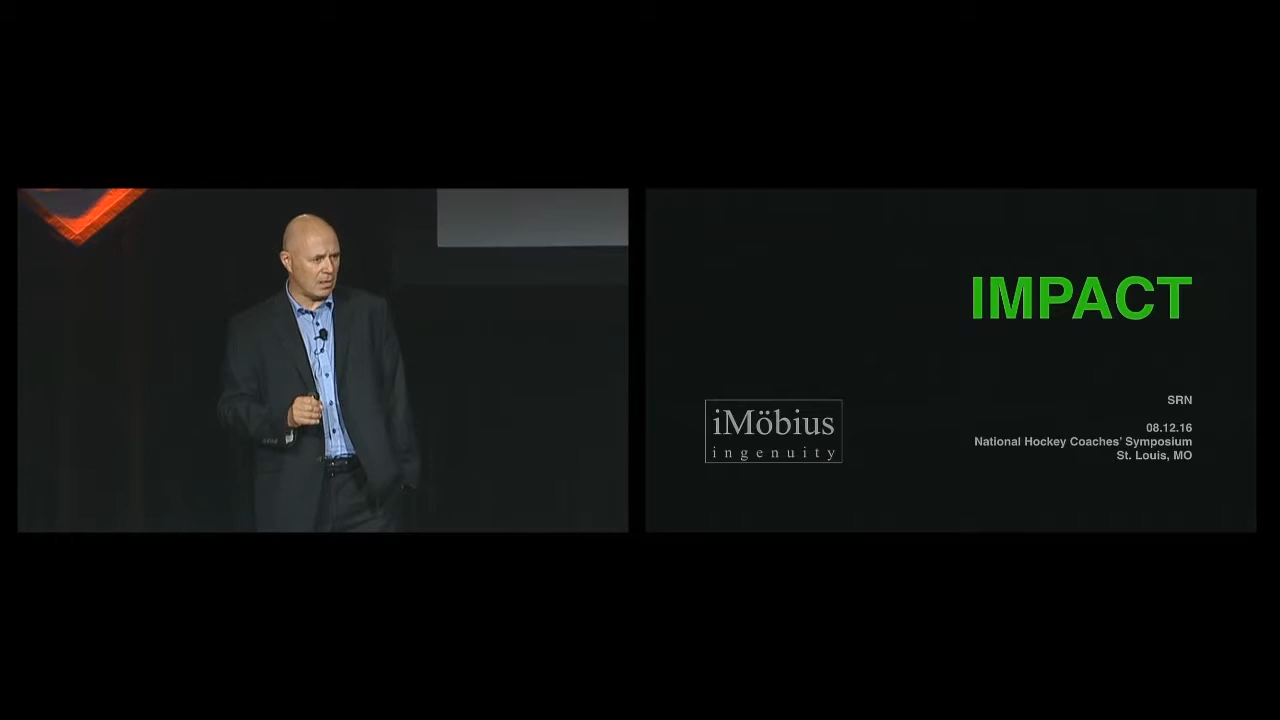 IMPACT
SRN
08.12.16
National Hockey Coaches' Symposium
St. Louis, MO
iMöbius
ingenuity